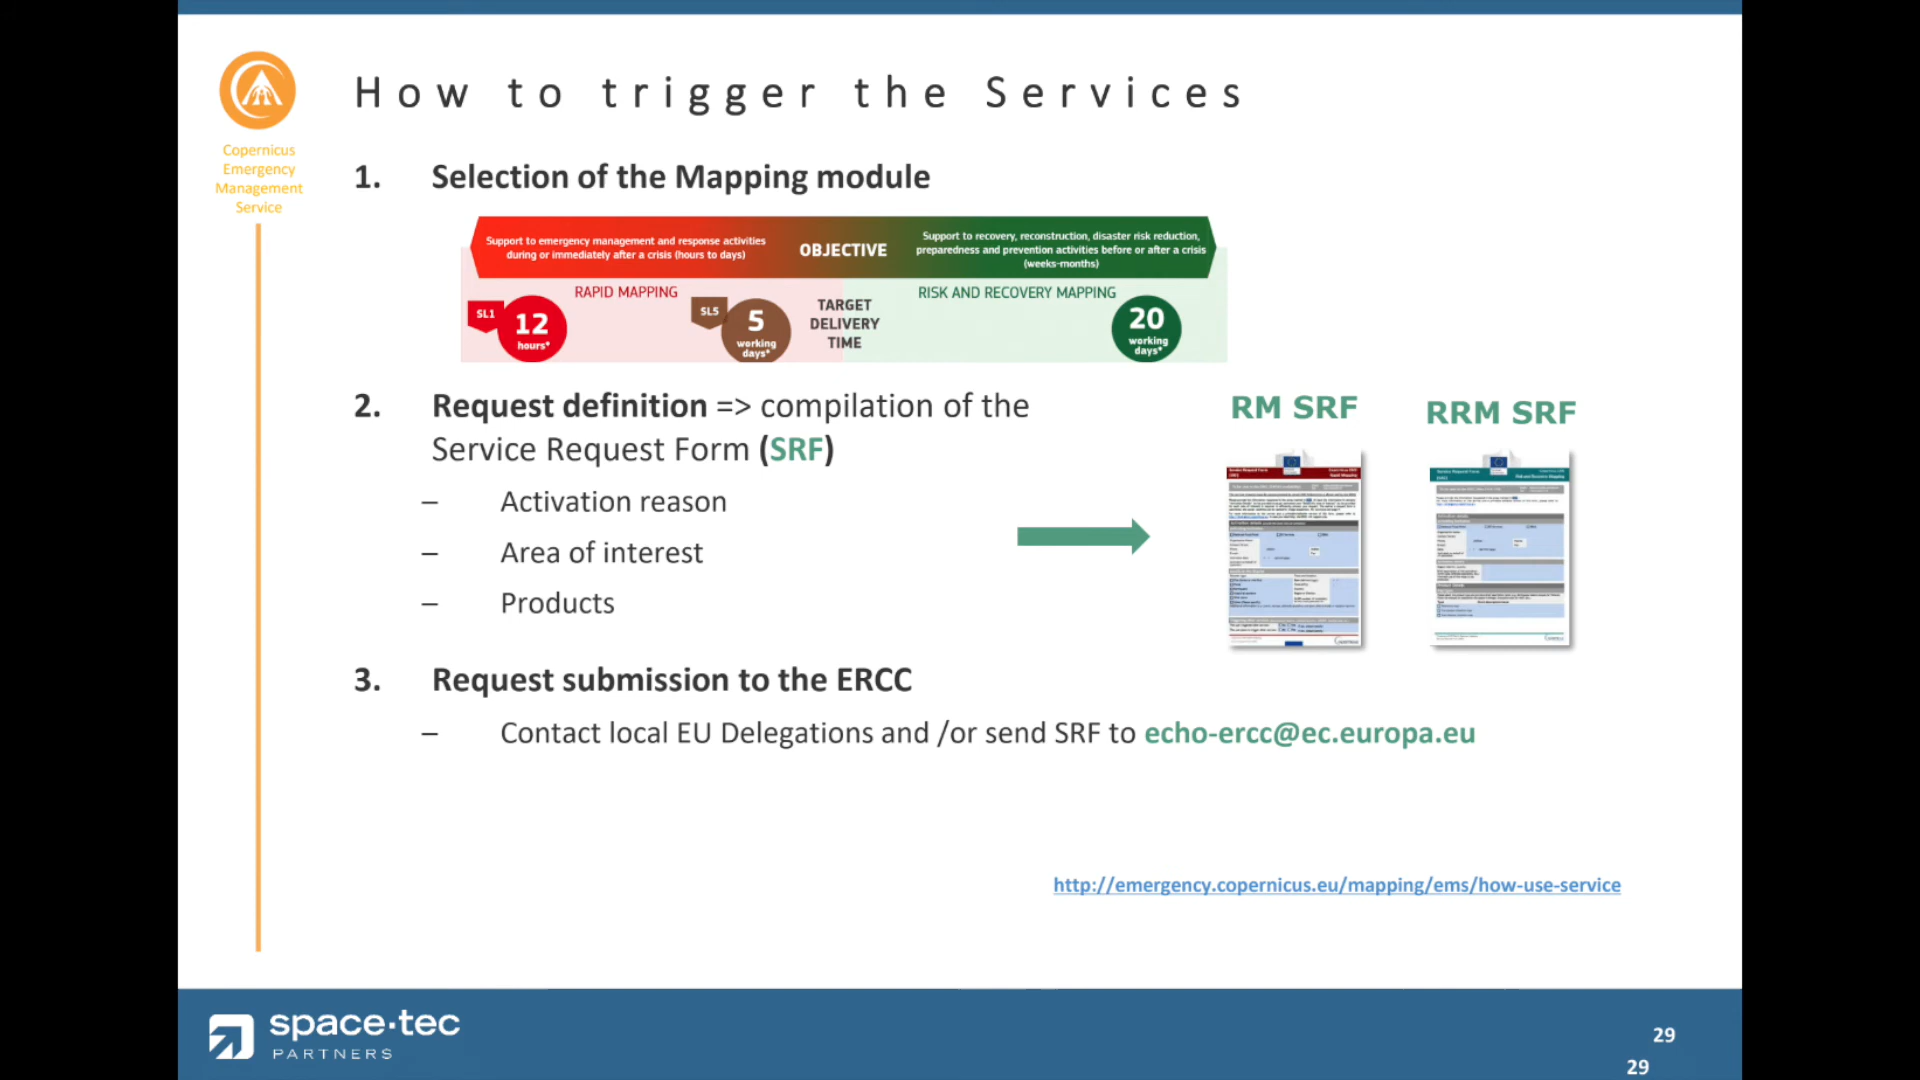 How to trigger the Services
Copernicus
Emergency
Management
Service
1. Selection of the Mapping module
Support to emergency management and response activities
during or immediately after a crisis (hours to days)
OBJECTIVE
Support to recovery, reconstruction, disaster risk reduction,
preparedness and prevention activities before or after a crisis
(weeks-months)
RAPID MAPPING
RISK AND RECOVERY MAPPING
SL1
12
hours*
SL5
5
working
days*
TARGET
DELIVERY
TIME
20
working
days*
2. Request definition => compilation of the
Service Request Form (SRF)
– Activation reason
– Area of interest
– Products
RM SRF
RRM SRF
3. Request submission to the ERCC
– Contact local EU Delegations and /or send SRF to echo-ercc@ec.europa.eu
http://emergency.copernicus.eu/mapping/ems/how-use-service
space·tec
PARTNERS
29
29